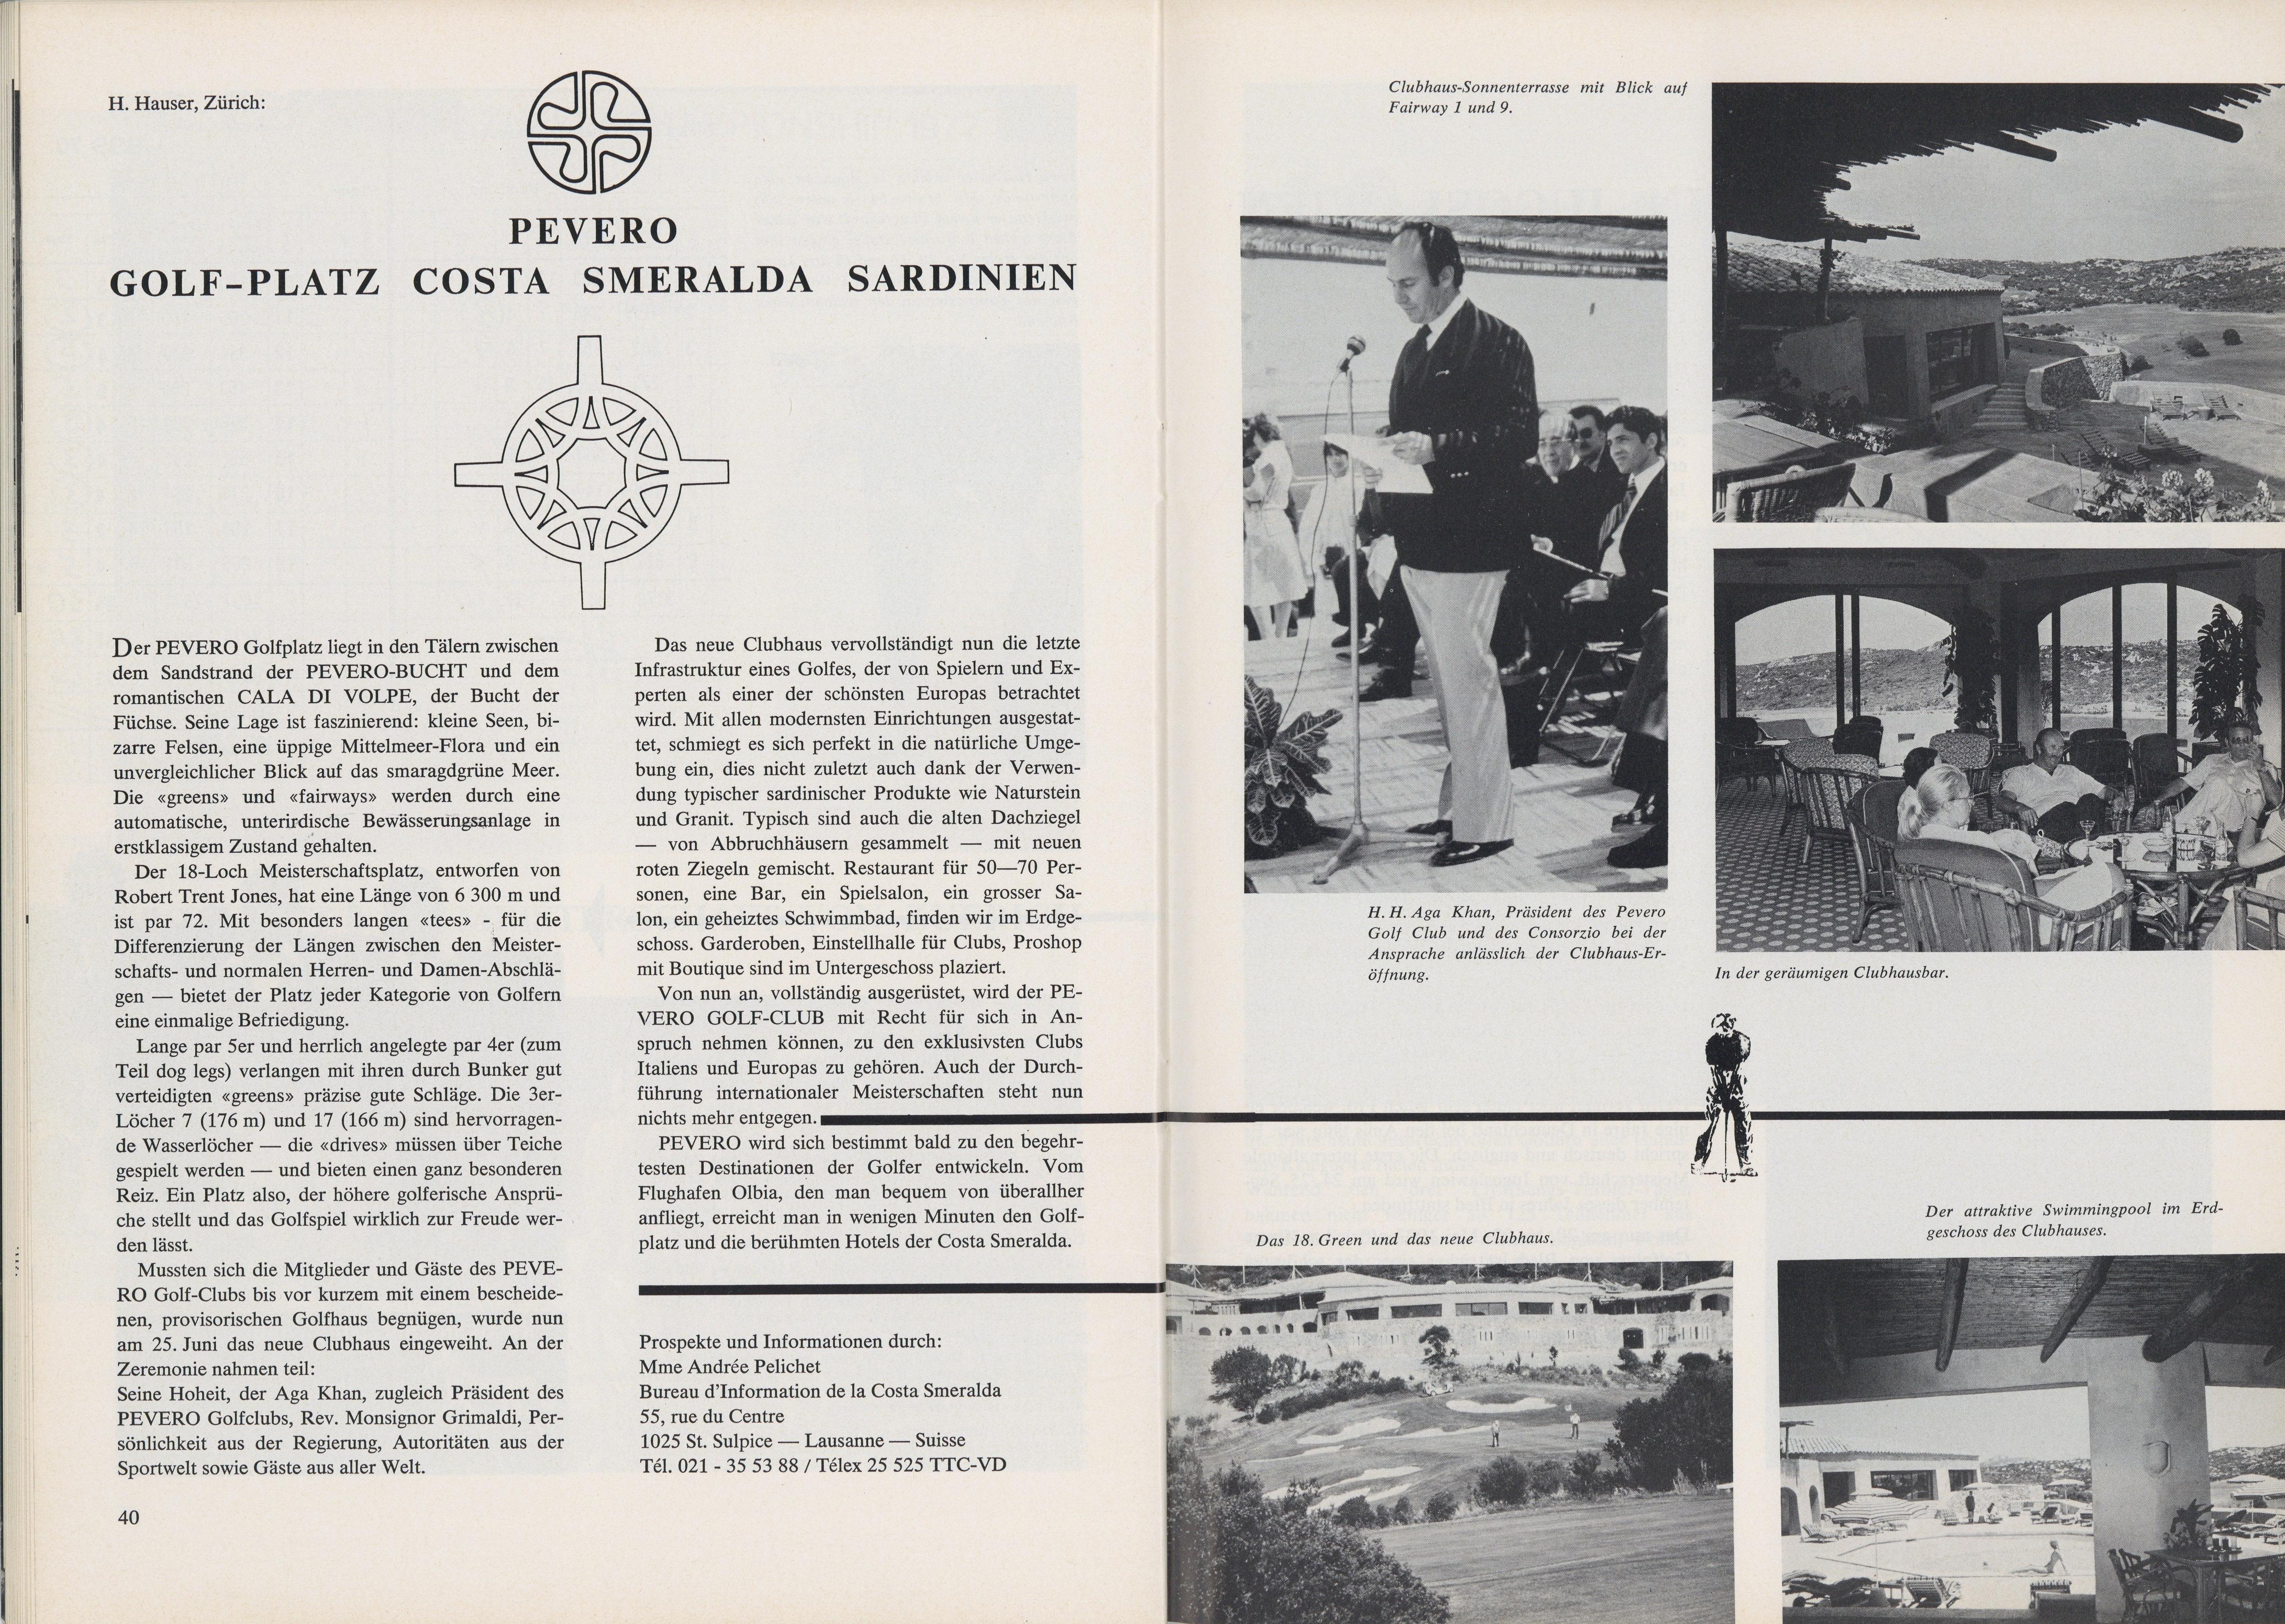 H. Hauser, Zürich:
PEVERO
GOLF-PLATZ COSTA SMERALDA SARDINIEN
Der PEVERO Golfplatz liegt in den Tälern zwischen
dem Sandstrand der PEVERO-BUCHT und dem
romantischen CALA DI VOLPE, der Bucht der
Füchse. Seine Lage ist faszinierend: kleine Seen, bi-
zarre Felsen, eine üppige Mittelmeer-Flora und ein
unvergleichlicher Blick auf das smaragdgrüne Meer.
Die «greens» und «fairways» werden durch eine
automatische, unterirdische Bewässerungsanlage in
erstklassigem Zustand gehalten.
Der 18-Loch Meisterschaftsplatz, entworfen von
Robert Trent Jones, hat eine Länge von 6 300 m und
ist par 72. Mit besonders langen «tees» - für die
Differenzierung der Längen zwischen den Meister-
schafts- und normalen Herren- und Damen-Abschlä-
gen — bietet der Platz jeder Kategorie von Golfern
eine einmalige Befriedigung.
Lange par 5er und herrlich angelegte par 4er (zum
Teil dog legs) verlangen mit ihren durch Bunker gut
verteidigten «greens» präzise gute Schläge. Die 3er-
Löcher 7 (176 m) und 17 (166 m) sind hervorragen-
de Wasserlöcher — die «drives» müssen über Teiche
gespielt werden — und bieten einen ganz besonderen
Reiz. Ein Platz also, der höhere golferische Ansprü-
che stellt und das Golfspiel wirklich zur Freude wer-
den lässt.
Mussten sich die Mitglieder und Gäste des PEVE-
RO Golf-Clubs bis vor kurzem mit einem bescheide-
nen, provisorischen Golfhaus begnügen, wurde nun
am 25. Juni das neue Clubhaus eingeweiht. An der
Zeremonie nahmen teil:
Seine Hoheit, der Aga Khan, zugleich Präsident des
PEVERO Golfclubs, Rev. Monsignor Grimaldi, Per-
sönlichkeit aus der Regierung, Autoritäten aus der
Sportwelt sowie Gäste aus aller Welt.
40
Das neue Clubhaus vervollständigt nun die letzte
Infrastruktur eines Golfes, der von Spielern und Ex-
perten als einer der schönsten Europas betrachtet
wird. Mit allen modernsten Einrichtungen ausgestat-
tet, schmiegt es sich perfekt in die natürliche Umge-
bung ein, dies nicht zuletzt auch dank der Verwen-
dung typischer sardinischer Produkte wie Naturstein
und Granit. Typisch sind auch die alten Dachziegel
— von Abbruchhäusern gesammelt — mit neuen
roten Ziegeln gemischt. Restaurant für 50—70 Per-
sonen, eine Bar, ein Spielsalon, ein grosser Sa-
lon, ein geheiztes Schwimmbad, finden wir im Erdge-
schoss. Garderoben, Einstellhalle für Clubs, Proshop
mit Boutique sind im Untergeschoss plaziert.
Von nun an, vollständig ausgerüstet, wird der PE-
VERO GOLF-CLUB mit Recht für sich in An-
spruch nehmen können, zu den exklusivsten Clubs
Italiens und Europas zu gehören. Auch der Durch-
führung internationaler Meisterschaften steht nun
nichts mehr entgegen.
PEVERO wird sich bestimmt bald zu den begehr-
testen Destinationen der Golfer entwickeln. Vom
Flughafen Olbia, den man bequem von überallher
anfliegt, erreicht man in wenigen Minuten den Golf-
platz und die berühmten Hotels der Costa Smeralda.
Prospekte und Informationen durch:
Mme Andrée Pelichet
Bureau d'Information de la Costa Smeralda
55, rue du Centre
1025 St. Sulpice — Lausanne — Suisse
Tél. 021 - 35 53 88 / Télex 25 525 TTC-VD
Clubhaus-Sonnenterrasse mit Blick auf
Fairway 1 und 9.
H. H. Aga Khan, Präsident des Pevero
Golf Club und des Consorzio bei der
Ansprache anlässlich der Clubhaus-Er-
öffnung.
In der geräumigen Clubhausbar.
Das 18. Green und das neue Clubhaus.
Der attraktive Swimmingpool im Erd-
geschoss des Clubhauses.